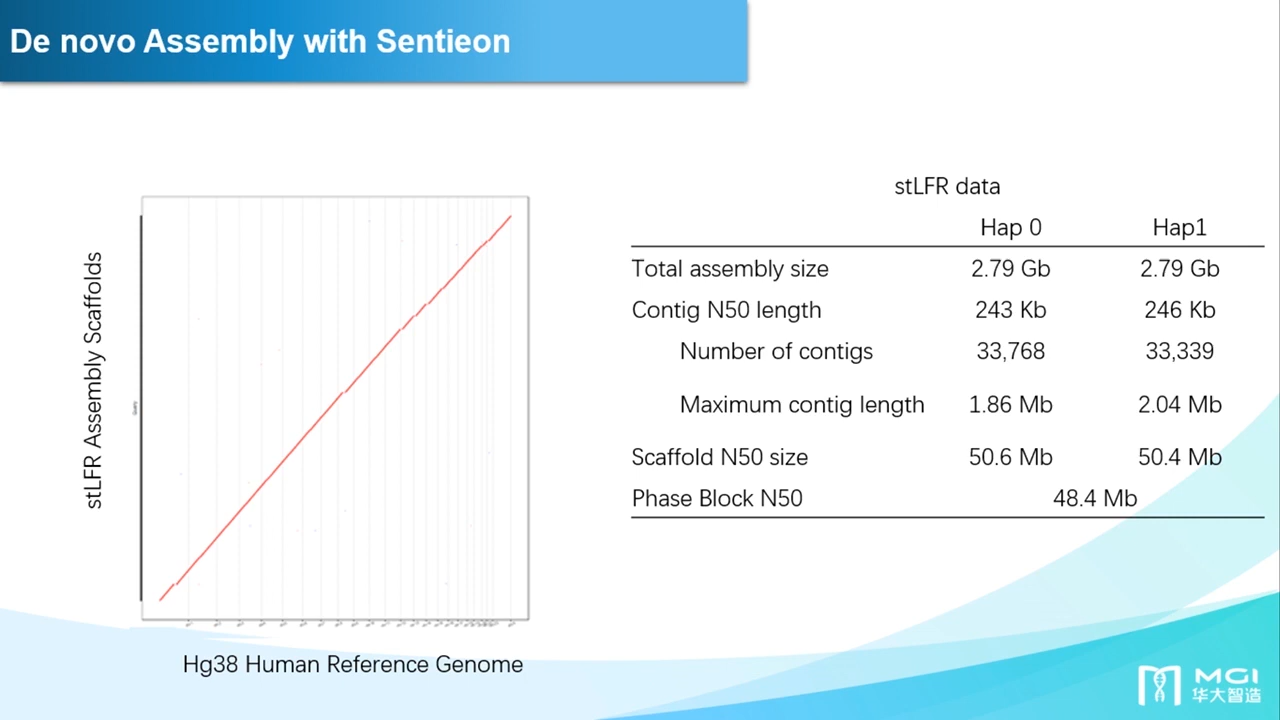 De novo Assembly with Sentieon
stLFR Assembly Scaffolds
Hg38 Human Reference Genome
stLFR data
Hap 0 Hap1
Total assembly size 2.79 Gb 2.79 Gb
Contig N50 length 243 Kb 246 Kb
Number of contigs 33,768 33,339
Maximum contig length 1.86 Mb 2.04 Mb
Scaffold N50 size 50.6 Mb 50.4 Mb
Phase Block N50 48.4 Mb
MGI
华大智造